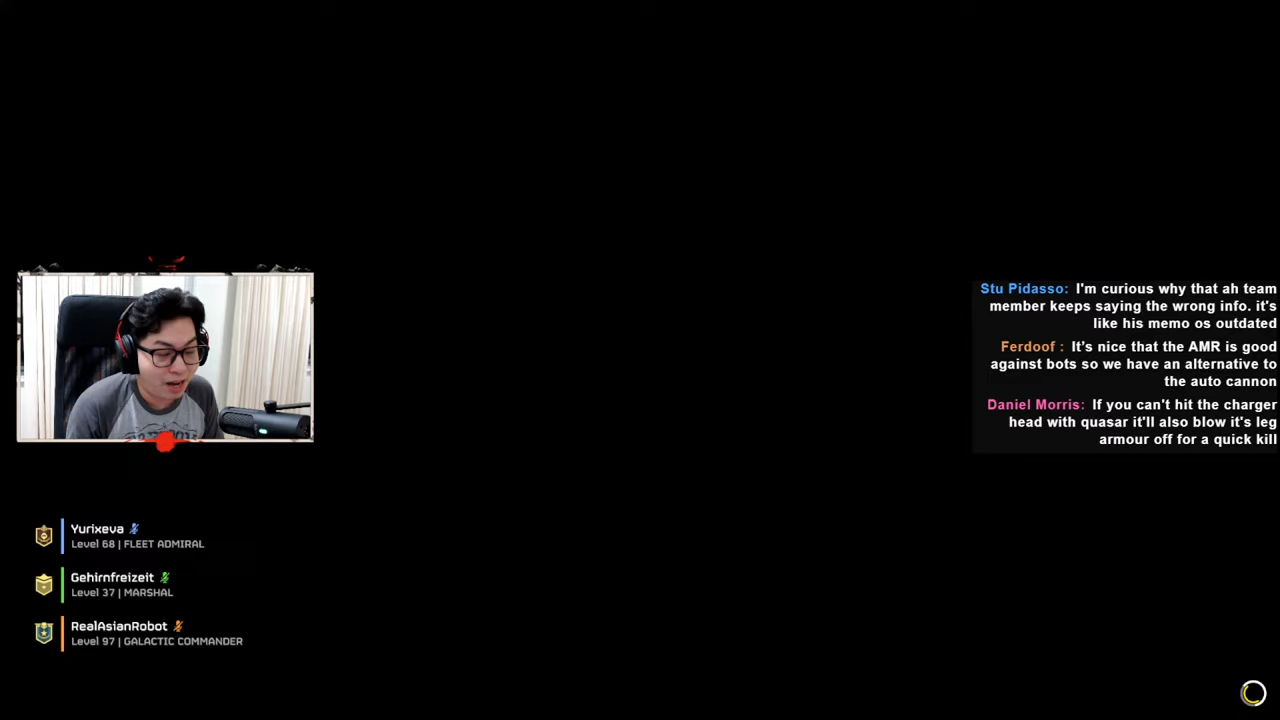 Stu Pidasso: I'm curious why that ah team
member keeps saying the wrong info. it's
like his memo os outdated
Ferdoof : It's nice that the AMR is good
against bots so we have an alternative to
the auto cannon
Daniel Morris: If you can't hit the charger
head with quasar it'll also blow it's leg
armour off for a quick kill
Yurixeva
Level 68 | FLEET ADMIRAL
Gehirnfreizeit
Level 37 | MARSHAL
RealAsianRobot
Level 97 | GALACTIC COMMANDER